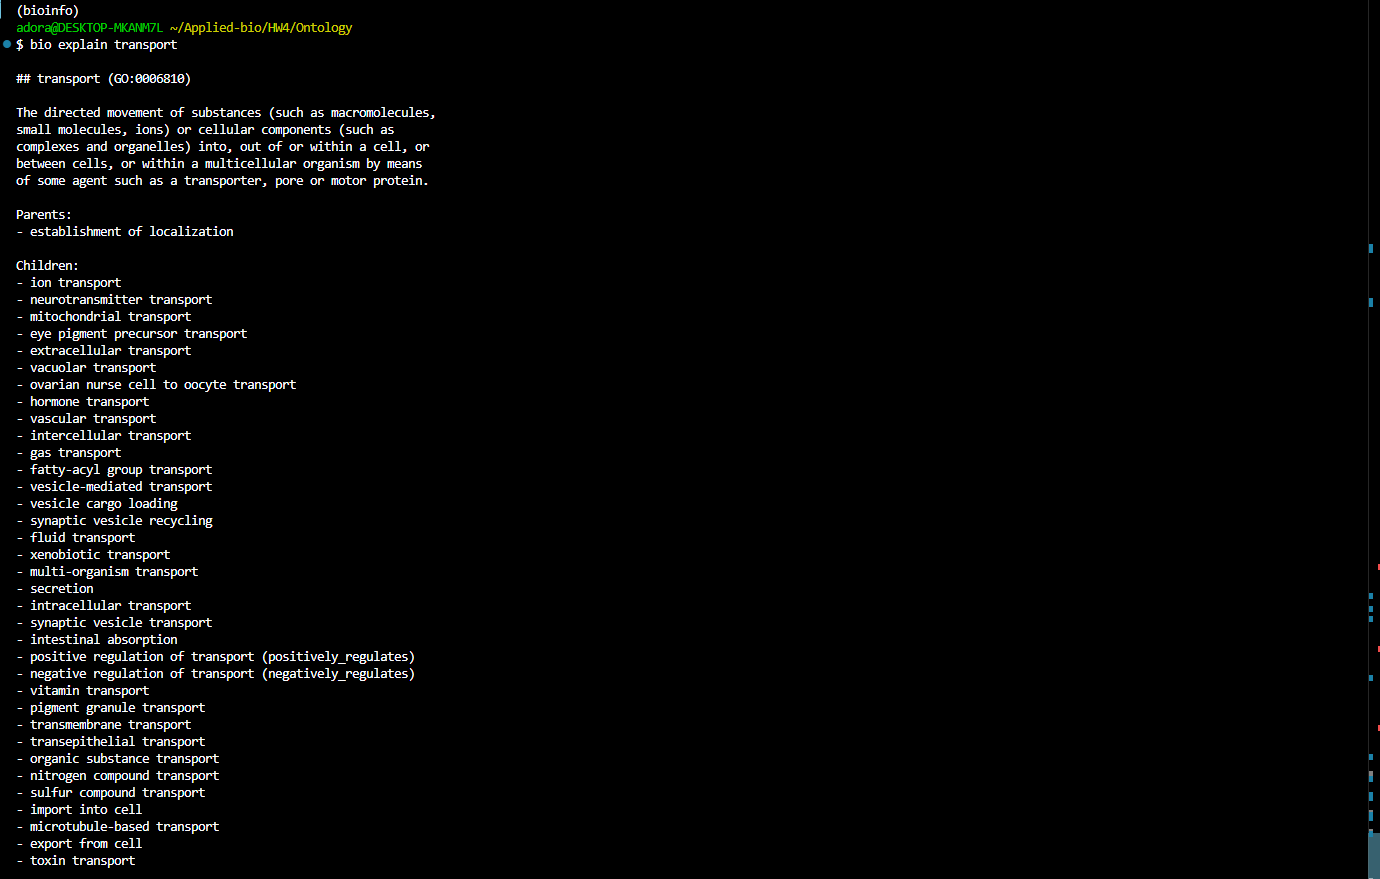 (bioinfo)
adora@DESKTOP-MKANM7L ~/Applied-bio/HW4/Ontology
$ bio explain transport
## transport (GO:0006810)
The directed movement of substances (such as macromolecules,
small molecules, ions) or cellular components (such as
complexes and organelles) into, out of or within a cell, or
between cells, or within a multicellular organism by means
of some agent such as a transporter, pore or motor protein.
Parents:
- establishment of localization
Children:
- ion transport
- neurotransmitter transport
- mitochondrial transport
- eye pigment precursor transport
- extracellular transport
- vacuolar transport
- ovarian nurse cell to oocyte transport
- hormone transport
- vascular transport
- intercellular transport
- gas transport
- fatty-acyl group transport
- vesicle-mediated transport
- vesicle cargo loading
- synaptic vesicle recycling
- fluid transport
- xenobiotic transport
- multi-organism transport
- secretion
- intracellular transport
- synaptic vesicle transport
- intestinal absorption
- positive regulation of transport (positively_regulates)
- negative regulation of transport (negatively_regulates)
- vitamin transport
- pigment granule transport
- transmembrane transport
- transepithelial transport
- organic substance transport
- nitrogen compound transport
- sulfur compound transport
- import into cell
- microtubule-based transport
- export from cell
- toxin transport